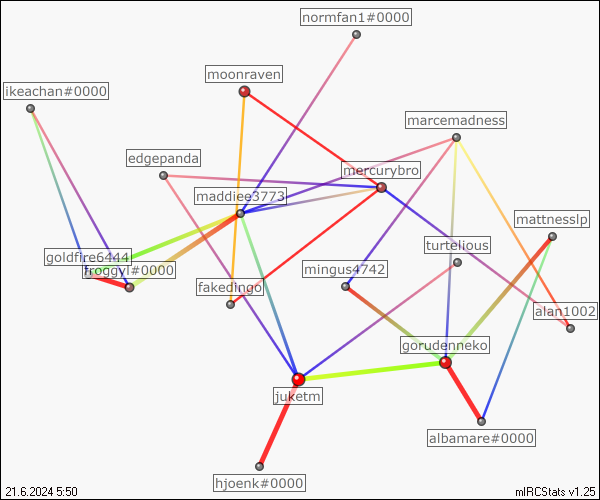 normfan1#0000
moonraven
ikeachan#0000
marcemadness
edgepanda
mercurybro
maddiee3773
mattnesslp
turtelious
goldfire6444
froggyf#0000
mingus4742
fakedingo
alan1002
gorudenneko
juketm
albamare#0000
hjoenk#0000
21.6.2024 5:50
mIRCStats v1.25